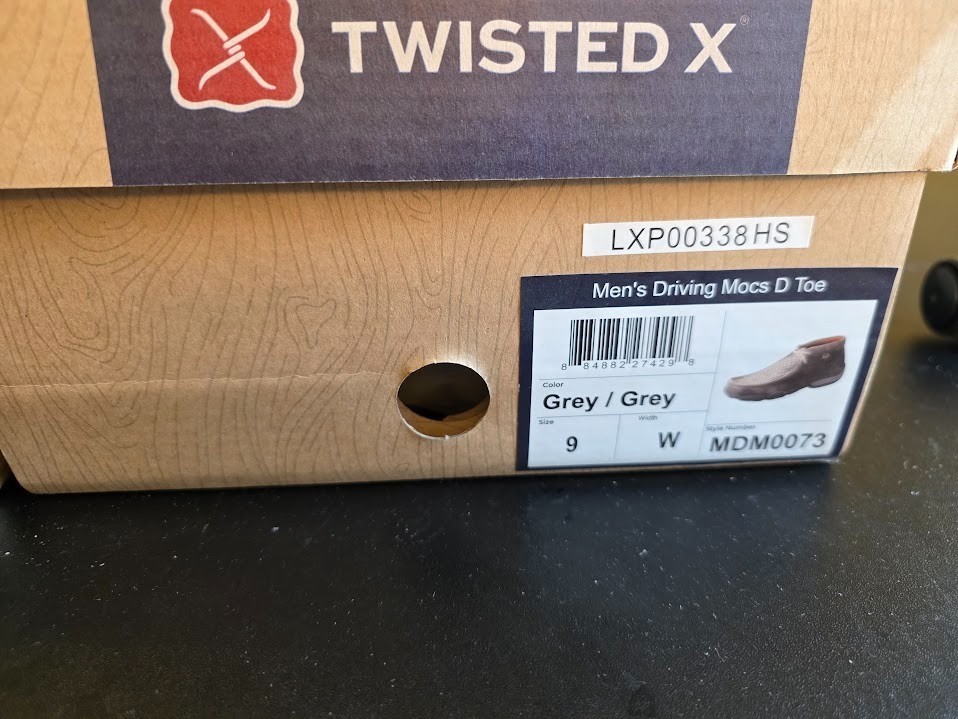 TWISTED X®
LXP00338HS
Men's Driving Mocs D Toe
8 84882 27429 8
Color
Grey / Grey
Size
9
Width
W
Style Number
MDM0073